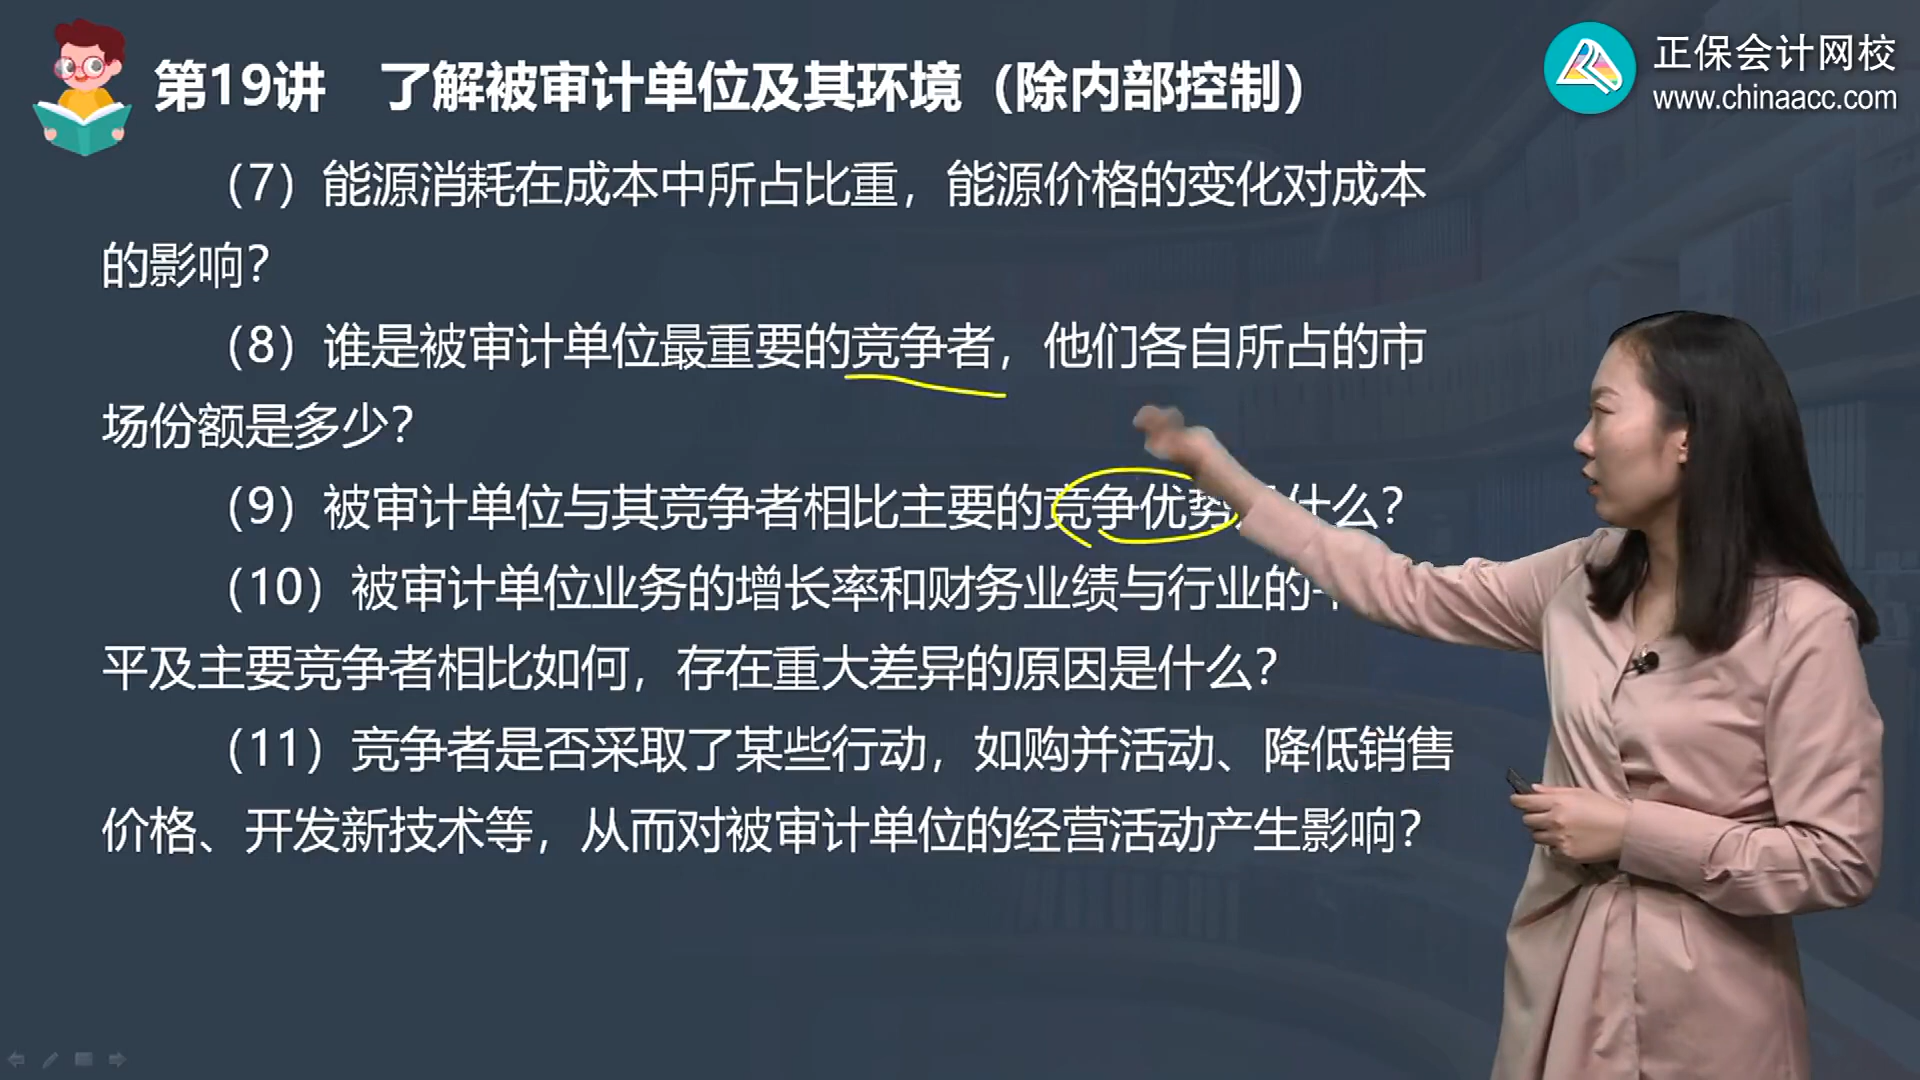 第19讲 了解被审计单位及其环境（除内部控制）
正保会计网校
www.chinaacc.com
（7）能源消耗在成本中所占比重，能源价格的变化对成本
的影响？
（8）谁是被审计单位最重要的竞争者，他们各自所占的市
场份额是多少？
（9）被审计单位与其竞争者相比主要的竞争优势是什么？
（10）被审计单位业务的增长率和财务业绩与行业的
平及主要竞争者相比如何，存在重大差异的原因是什么？
（11）竞争者是否采取了某些行动，如购并活动、降低销售
价格、开发新技术等，从而对被审计单位的经营活动产生影响？